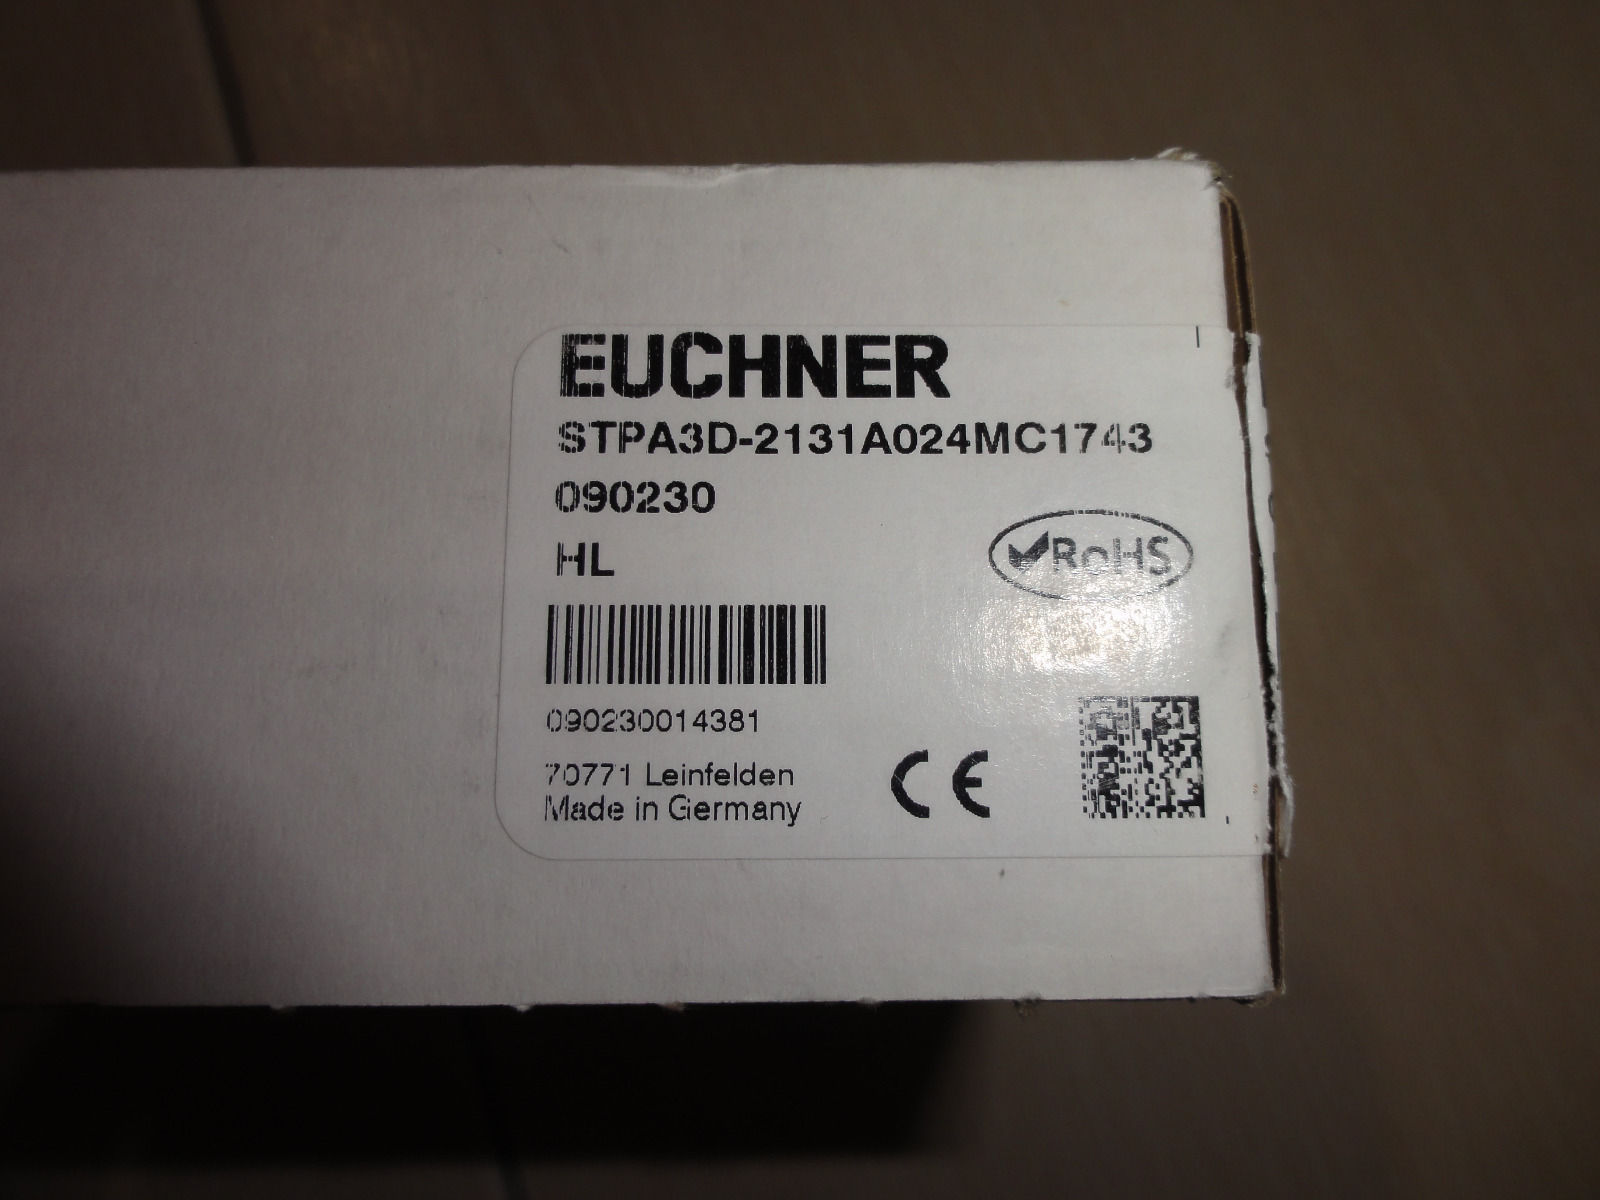 EUCHNER
STPA3D-2131A024MC1743
090230
HL
RoHS
090230014381
70771 Leinfelden
Made in Germany
CE